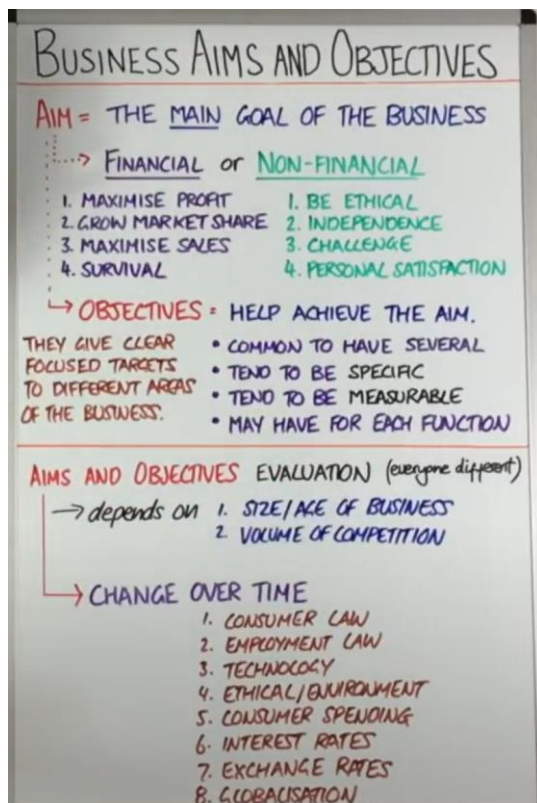 BUSINESS AIMS AND OBJECTIVES
AIM = THE MAIN GOAL OF THE BUSINESS
FINANCIAL or NON-FINANCIAL
1. MAXIMISE PROFIT
2. GROW MARKET SHARE
3. MAXIMISE SALES
4. SURVIVAL
1. BE ETHICAL
2. INDEPENDENCE
3. CHALLENGE
4. PERSONAL SATISFACTION
OBJECTIVES = HELP ACHIEVE THE AIM.
THEY GIVE CLEAR
FOCUSED TARGETS
TO DIFFERENT AREAS
OF THE BUSINESS.
• COMMON TO HAVE SEVERAL
• TEND TO BE SPECIFIC
• TEND TO BE MEASURABLE
• MAY HAVE FOR EACH FUNCTION
AIMS AND OBJECTIVES EVALUATION (everyone different)
→ depends on 1. SIZE/AGE OF BUSINESS
2. VOLUME OF COMPETITION
CHANGE OVER TIME
1. CONSUMER LAW
2. EMPLOYMENT LAW
3. TECHNOLOGY
4. ETHICAL/ENVIRONMENT
5. CONSUMER SPENDING
6. INTEREST RATES
7. EXCHANGE RATES
8. GLOBALISATION